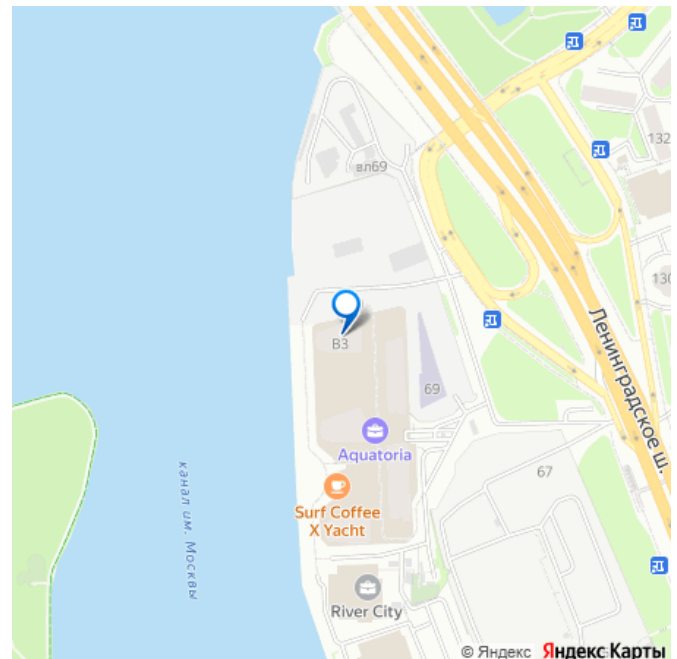 132
вл69
130
В3
69
Ленинградское ш.
Aquatoria
67
канал им. Москвы
Surf Coffee
X Yacht
River City
© Яндекс Яндекс Карты